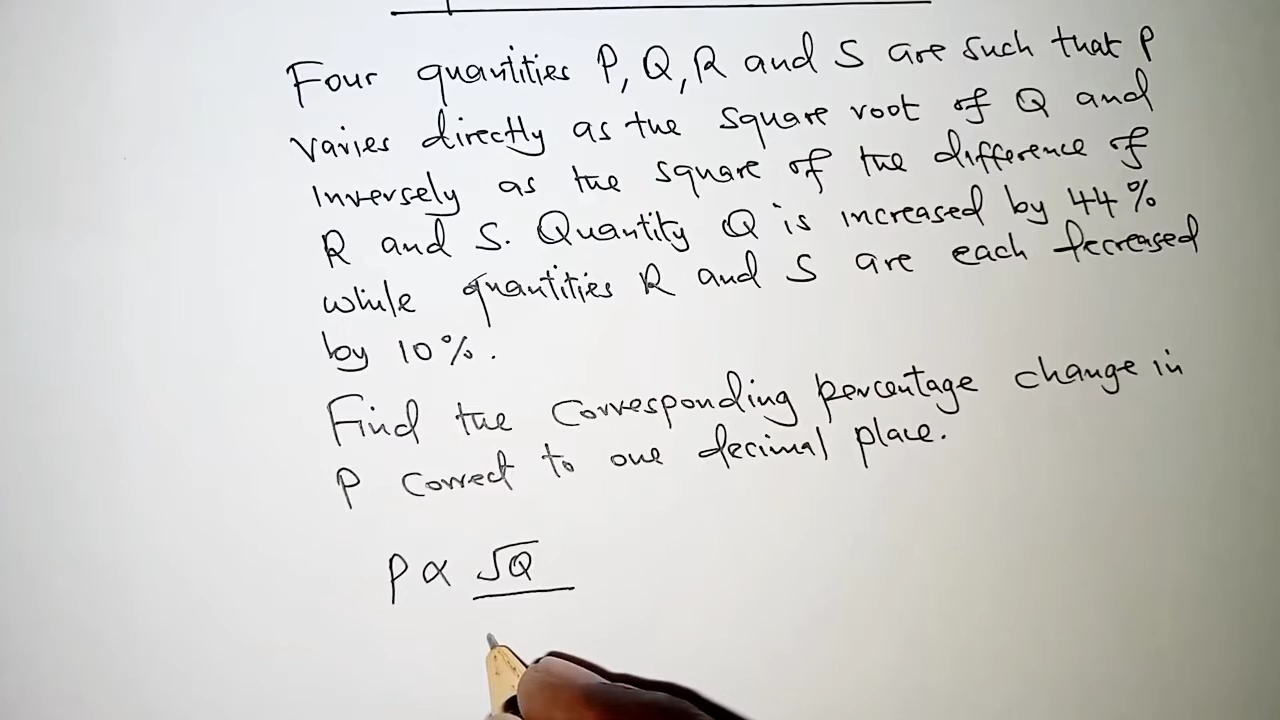 Four quantities P, Q, R and S are such that P
varies directly as the square root of Q and
Inversely as the square of the difference of
R and S. Quantity Q is increased by 44%
while quantities R and S are each decreased
by 10%.
Find the corresponding percentage change in
P correct to one decimal place.
P ∝ √Q